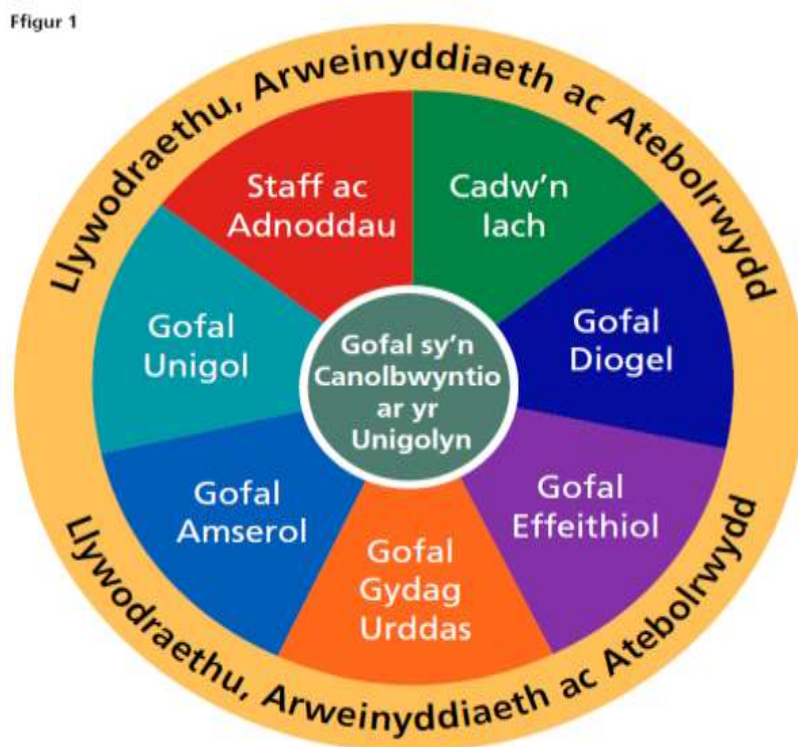 Ffigur 1
Llywodraethu, Arweinyddiaeth ac Atebolrwydd
Staff ac
Adnoddau
Cadw'n
Iach
Gofal
Diogel
Gofal
Effeithiol
Gofal
Gydag
Urddas
Gofal
Amserol
Gofal
Unigol
Gofal sy'n
Canolbwyntio
ar yr
Unigolyn
Llywodraethu, Arweinyddiaeth ac Atebolrwydd